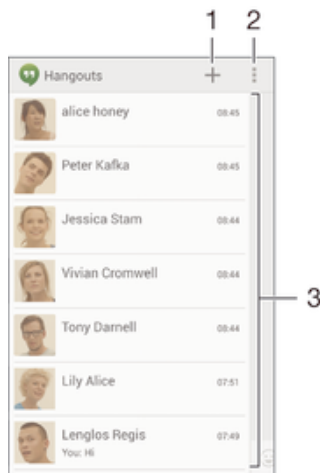 1 2
Hangouts
alice honey 08:45
Peter Kafka 08:45
Jessica Stam 08:44
Vivian Cromwell 08:44
3
Tony Darnell 08:44
Lily Alice 07:51
Lenglos Regis 07:49
You: Hi